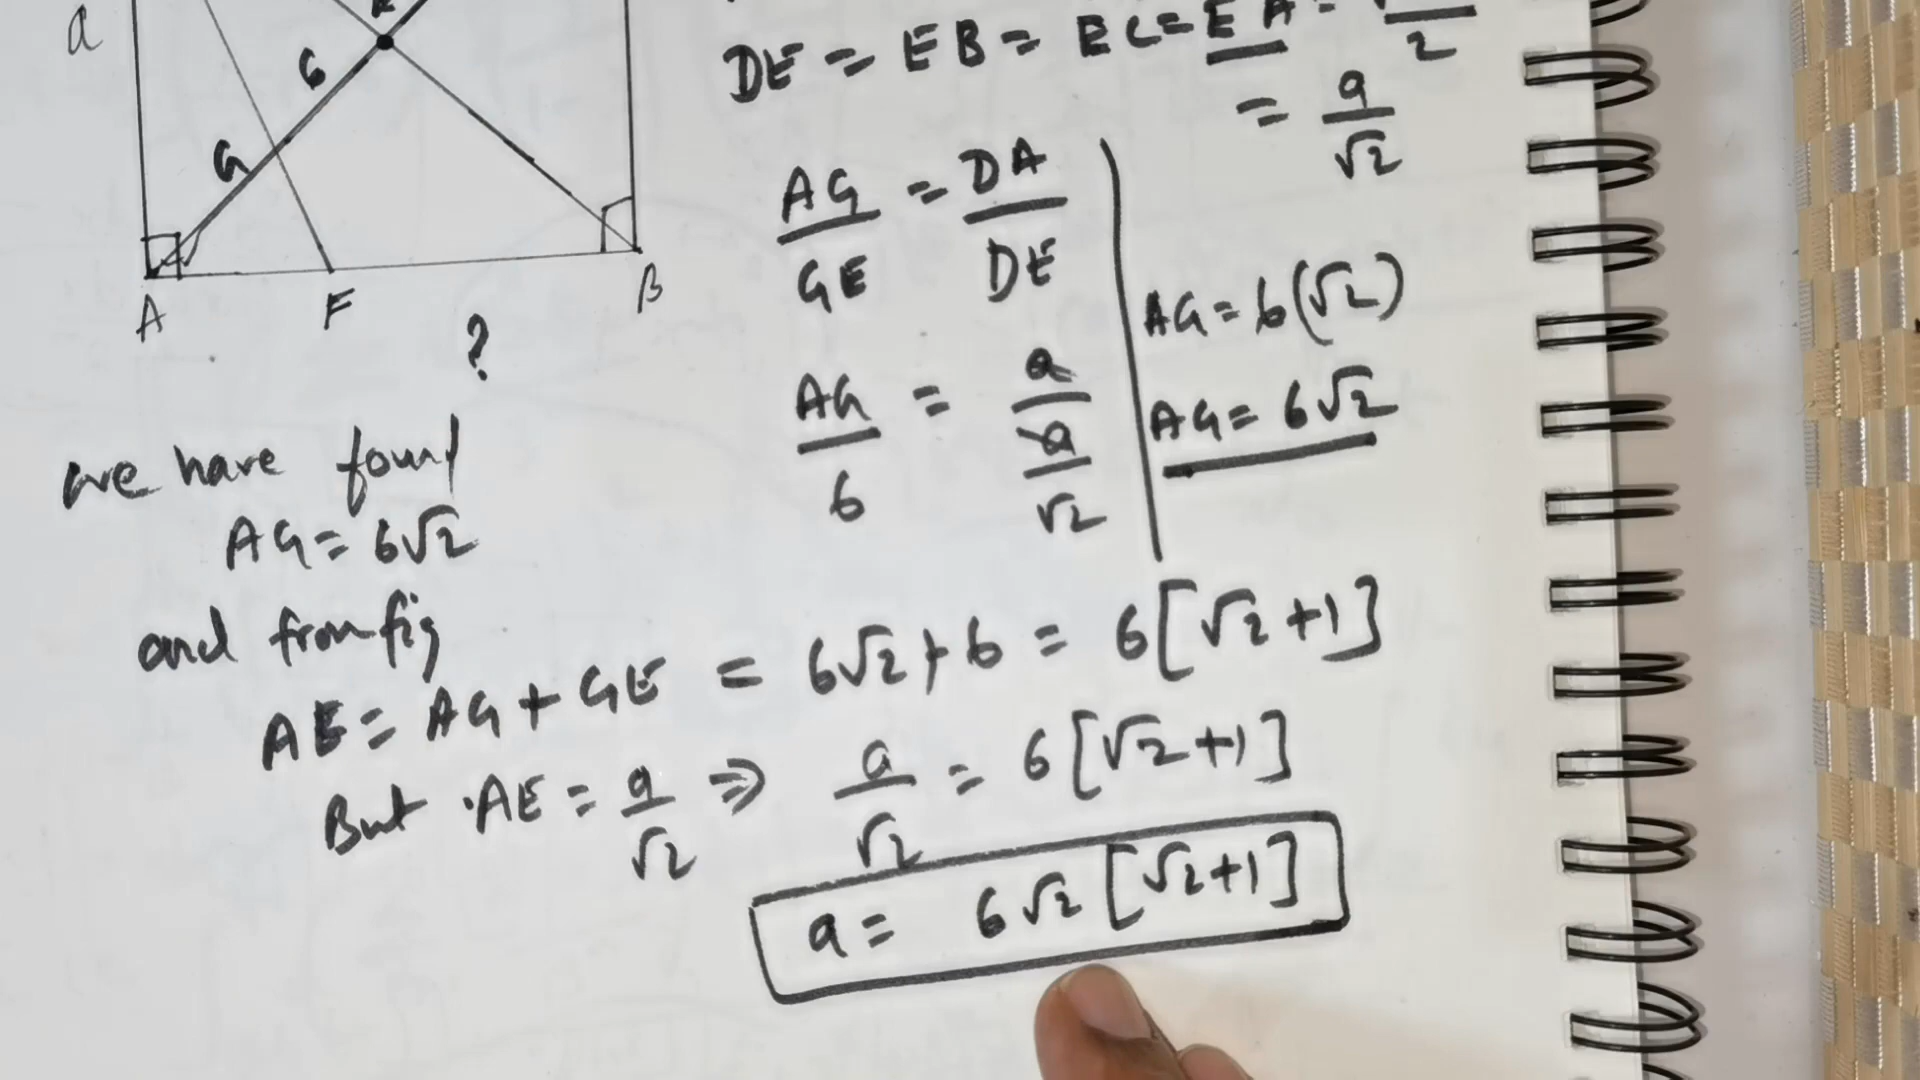 a
6
G
A F B
?
DE = EB = EC = EA =
2
= a/√2
AG/GE = DA/DE
AG/6 = a/(a/√2)
AG = 6(√2)
AG = 6√2
we have found
AG = 6√2
and from fig
AE = AG + GE = 6√2 + 6 = 6[√2+1]
But AE = a/√2 ⇒ a/√2 = 6[√2+1]
a = 6√2[√2+1]